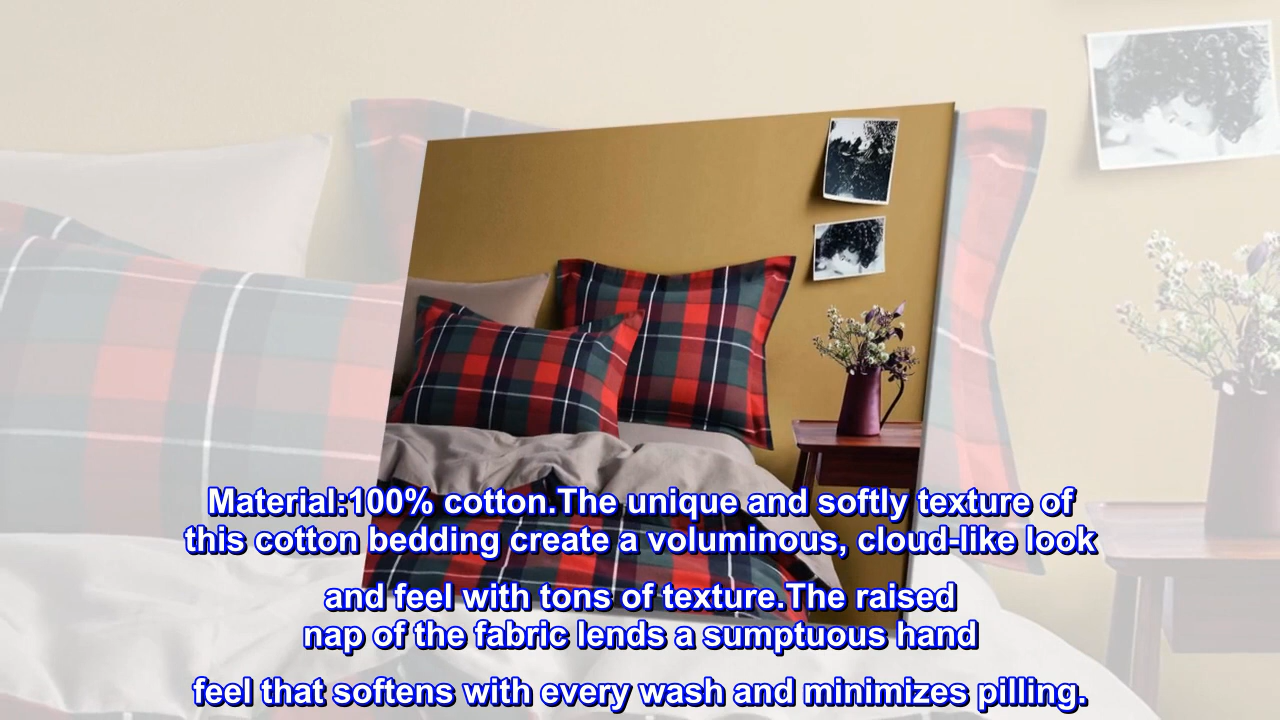 Material:100% cotton.The unique and softly texture of
this cotton bedding create a voluminous, cloud-like look
and feel with tons of texture.The raised
nap of the fabric lends a sumptuous hand
feel that softens with every wash and minimizes pilling.